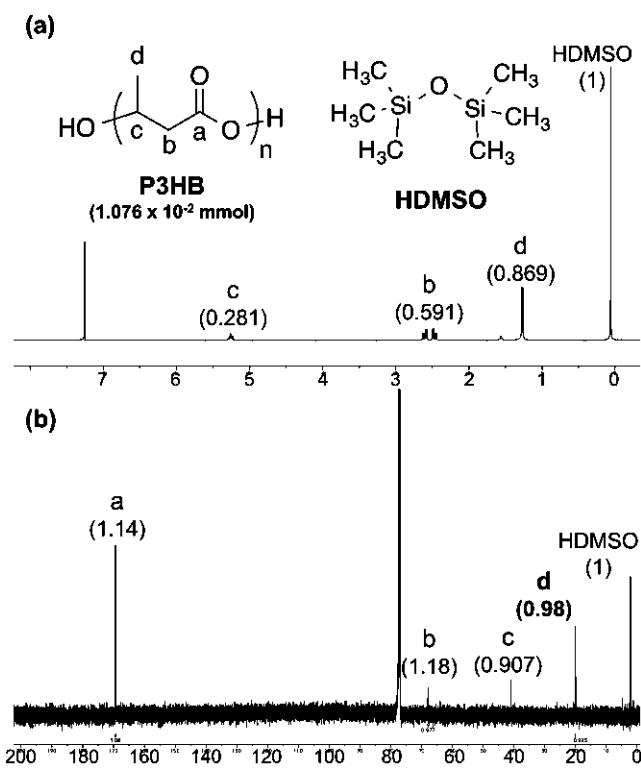 (a)
HDMSO
(1)
d
O
H₃C
O
CH₃
H₃C
Si
Si
CH₃
H₃C
CH₃
HO
c
b
a
O
H
n
P3HB
(1.076 x 10⁻² mmol)
HDMSO
d
(0.869)
c
(0.281)
b
(0.591)
7 6 5 4 3 2 1 0
(b)
a
(1.14)
HDMSO
(1)
d
(0.98)
b
(1.18)
c
(0.907)
200 180 160 140 120 100 80 60 40 20 0